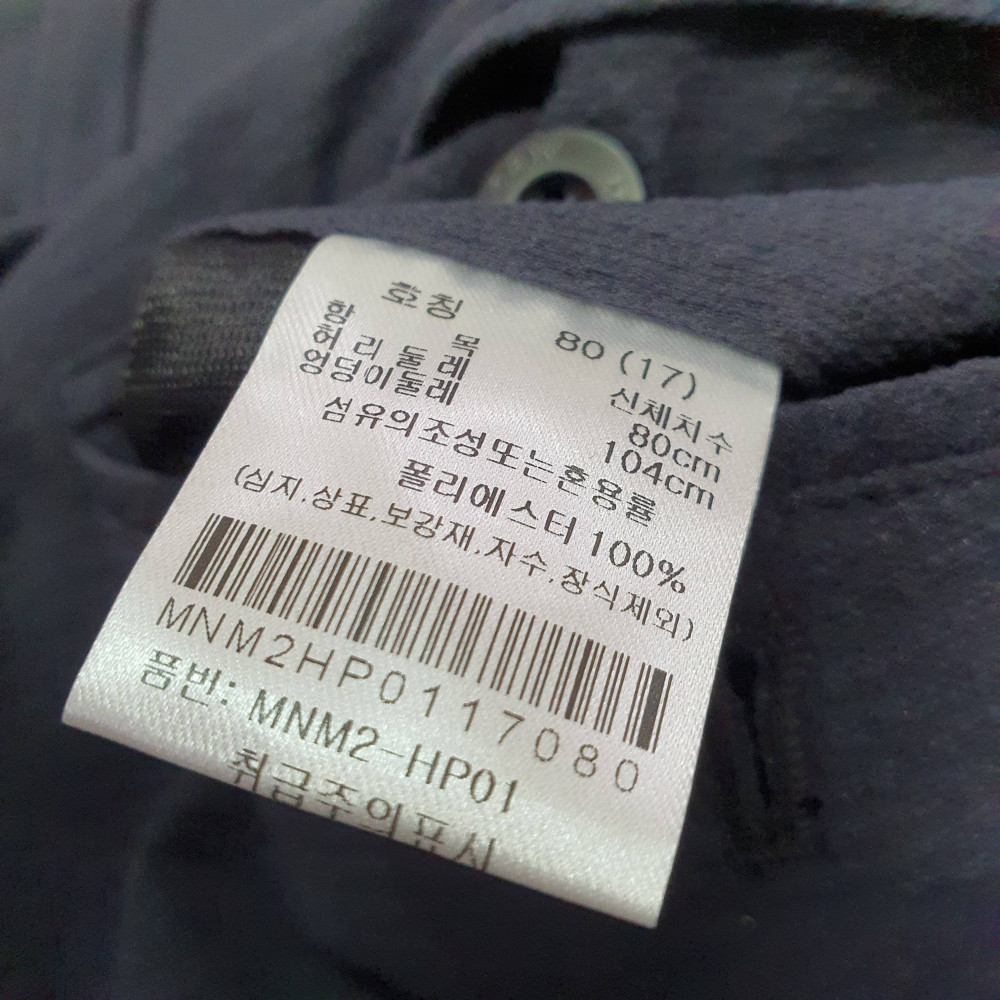 호칭 80 (17)
항 목 신체치수
허리둘레 80cm
엉덩이둘레 104cm
섬유의조성또는혼용률
폴리에스터 100%
(심지,상표,보강재,자수,장식제외)
MNM2HP0117080
품번: MNM2-HP01
취급주의표시